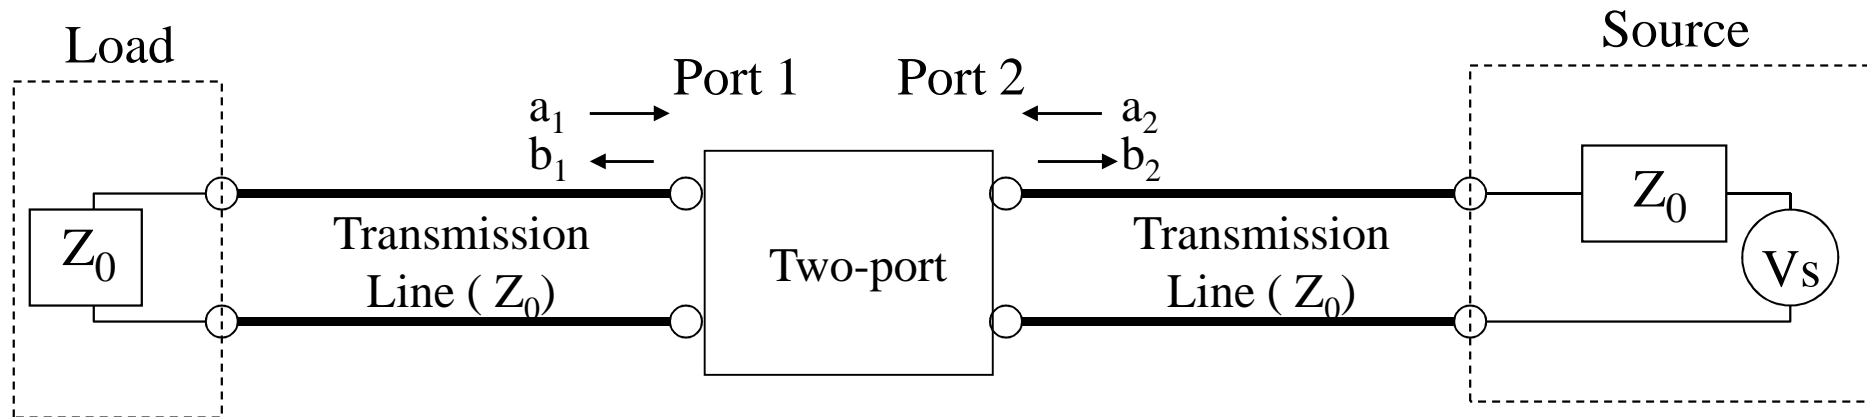 Load
Source
Port 1
Port 2
a₁
a₂
b₁
b₂
Z₀
Transmission
Line ( Z₀)
Two-port
Transmission
Line ( Z₀)
Z₀
Vs